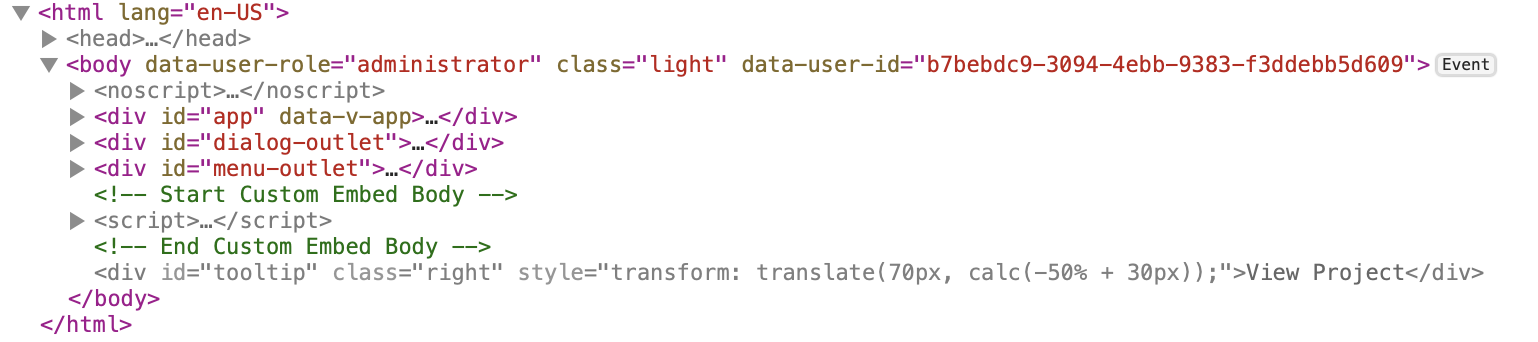 <html lang="en-US">
<head>…</head>
<body data-user-role="administrator" class="light" data-user-id="b7bebdc9-3094-4ebb-9383-f3ddebb5d609"> Event
<noscript>…</noscript>
<div id="app" data-v-app>…</div>
<div id="dialog-outlet">…</div>
<div id="menu-outlet">…</div>
<!-- Start Custom Embed Body -->
<script>…</script>
<!-- End Custom Embed Body -->
<div id="tooltip" class="right" style="transform: translate(70px, calc(-50% + 30px));">View Project</div>
</body>
</html>